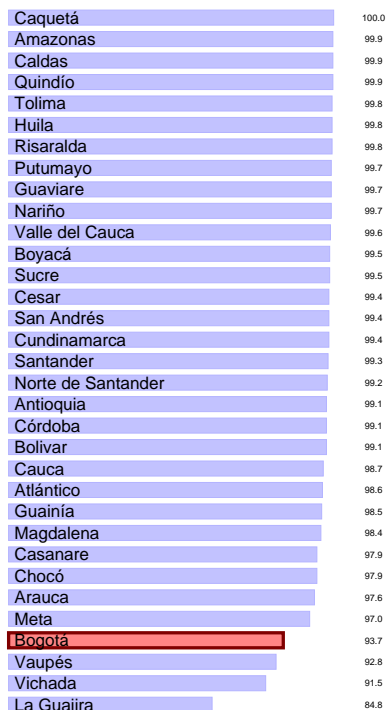 Caquetá 100.0
Amazonas 99.9
Caldas 99.9
Quindío 99.9
Tolima 99.8
Huila 99.8
Risaralda 99.8
Putumayo 99.7
Guaviare 99.7
Nariño 99.7
Valle del Cauca 99.6
Boyacá 99.5
Sucre 99.5
Cesar 99.4
San Andrés 99.4
Cundinamarca 99.4
Santander 99.3
Norte de Santander 99.2
Antioquia 99.1
Córdoba 99.1
Bolivar 99.1
Cauca 98.7
Atlántico 98.6
Guainía 98.5
Magdalena 98.4
Casanare 97.9
Chocó 97.9
Arauca 97.6
Meta 97.0
Bogotá 93.7
Vaupés 92.8
Vichada 91.5
La Guajira 84.8